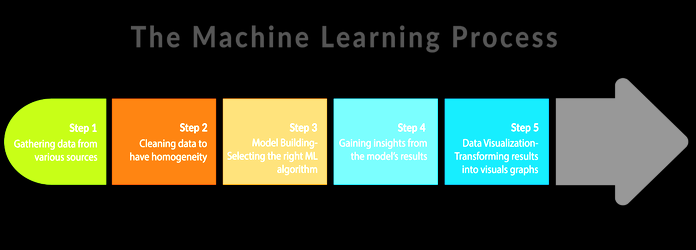 The Machine Learning Process
Step 1
Gathering data from
various sources
Step 2
Cleaning data to
have homogeneity
Step 3
Model Building-
Selecting the right ML
algorithm
Step 4
Gaining insights from
the model's results
Step 5
Data Visualization-
Transforming results
into visuals graphs